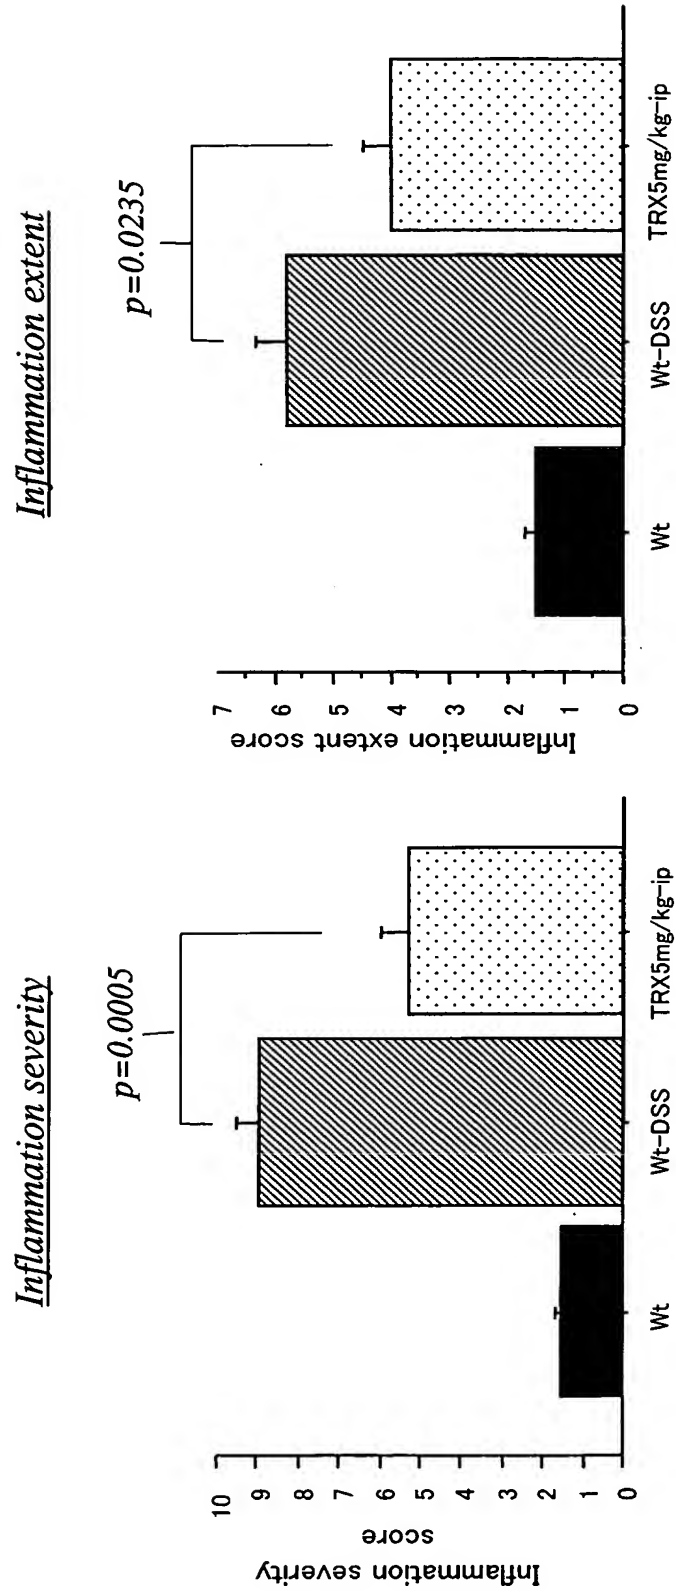 Inflammation severity
p=0.0005
Inflammation severity
score
10
9
8
7
6
5
4
3
2
1
0
Wt
Wt-DSS
TRX5mg/kg-ip
Inflammation extent
p=0.0235
Inflammation extent score
7
6
5
4
3
2
1
0
Wt
Wt-DSS
TRX5mg/kg-ip